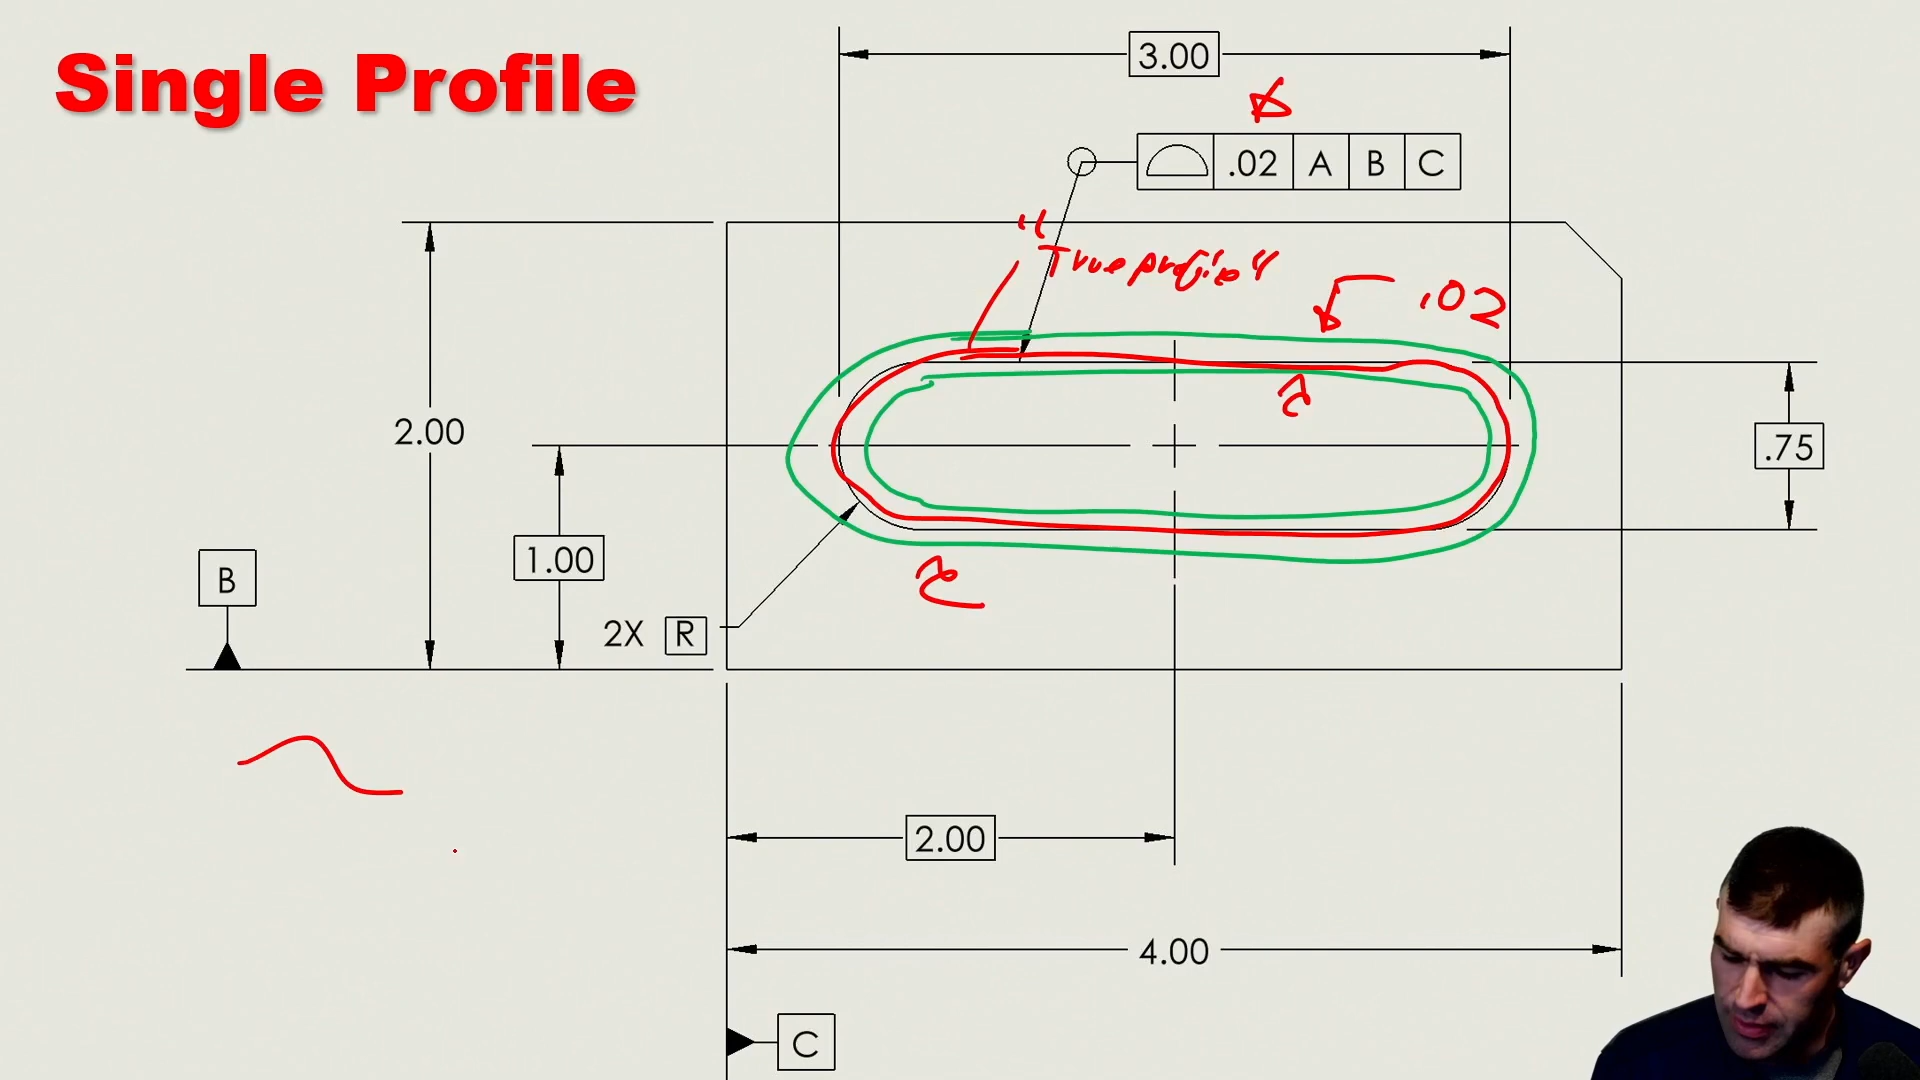 Single Profile
3.00
.02 A B C
"True profile"
.02
2.00
.75
1.00
B
2X R
2.00
4.00
C